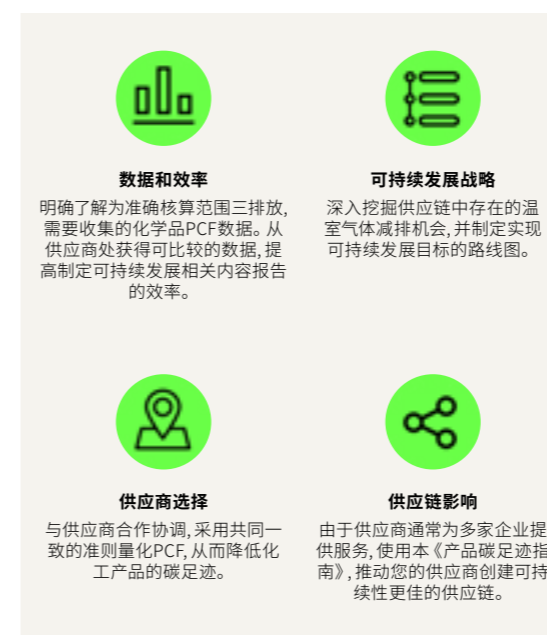 数据和效率
明确了解为准确核算范围三排放,
需要收集的化学品PCF数据。从
供应商处获得可比较的数据,提
高制定可持续发展相关内容报告
的效率。
可持续发展战略
深入挖掘供应链中存在的温
室气体减排机会,并制定实现
可持续发展目标的路线图。
供应商选择
与供应商合作协调,采用共同一
致的准则量化PCF,从而降低化
工产品的碳足迹。
供应链影响
由于供应商通常为多家企业提
供服务,使用本《产品碳足迹指
南》,推动您的供应商创建可持
续性更佳的供应链。